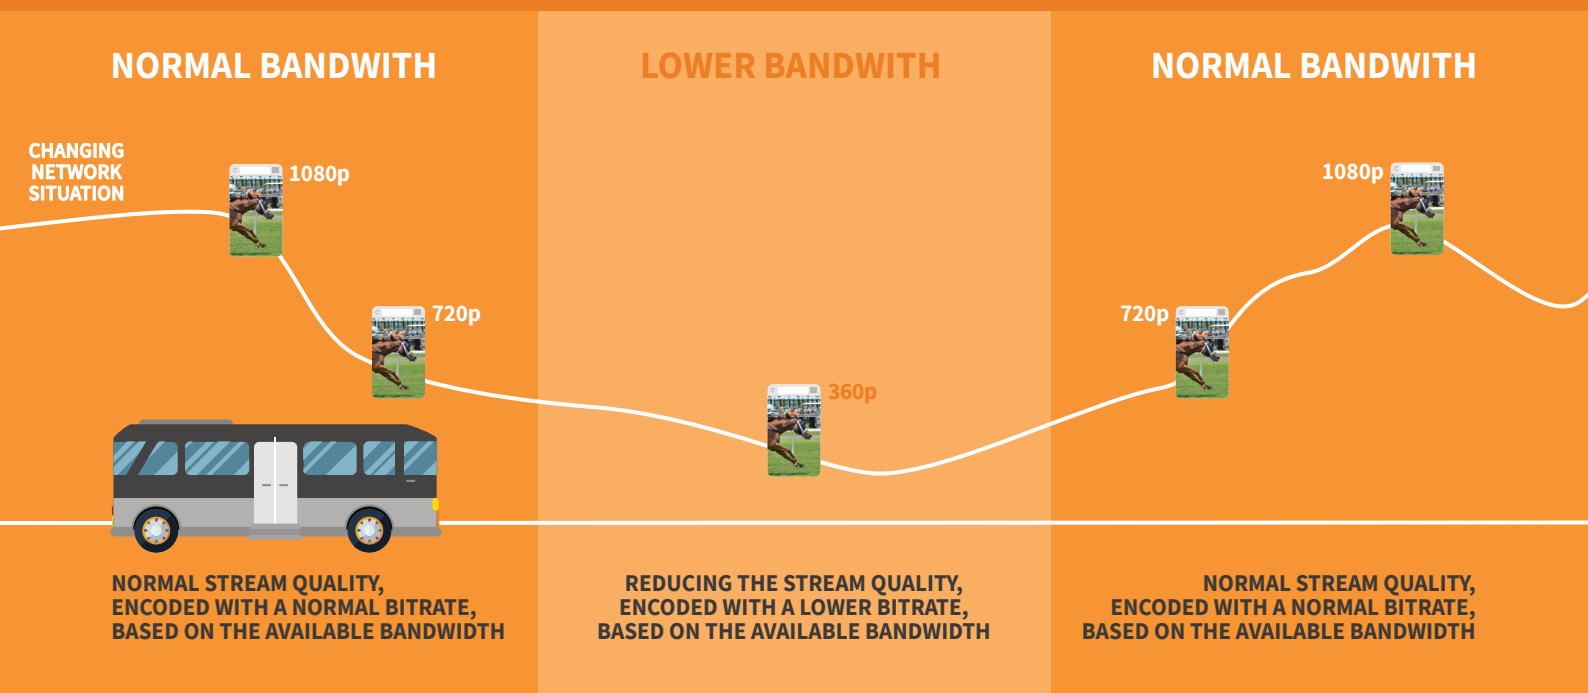 NORMAL BANDWITH
LOWER BANDWITH
NORMAL BANDWITH
CHANGING
NETWORK
SITUATION
1080p
720p
360p
720p
1080p
NORMAL STREAM QUALITY,
ENCODED WITH A NORMAL BITRATE,
BASED ON THE AVAILABLE BANDWIDTH
REDUCING THE STREAM QUALITY,
ENCODED WITH A LOWER BITRATE,
BASED ON THE AVAILABLE BANDWIDTH
NORMAL STREAM QUALITY,
ENCODED WITH A NORMAL BITRATE,
BASED ON THE AVAILABLE BANDWIDTH